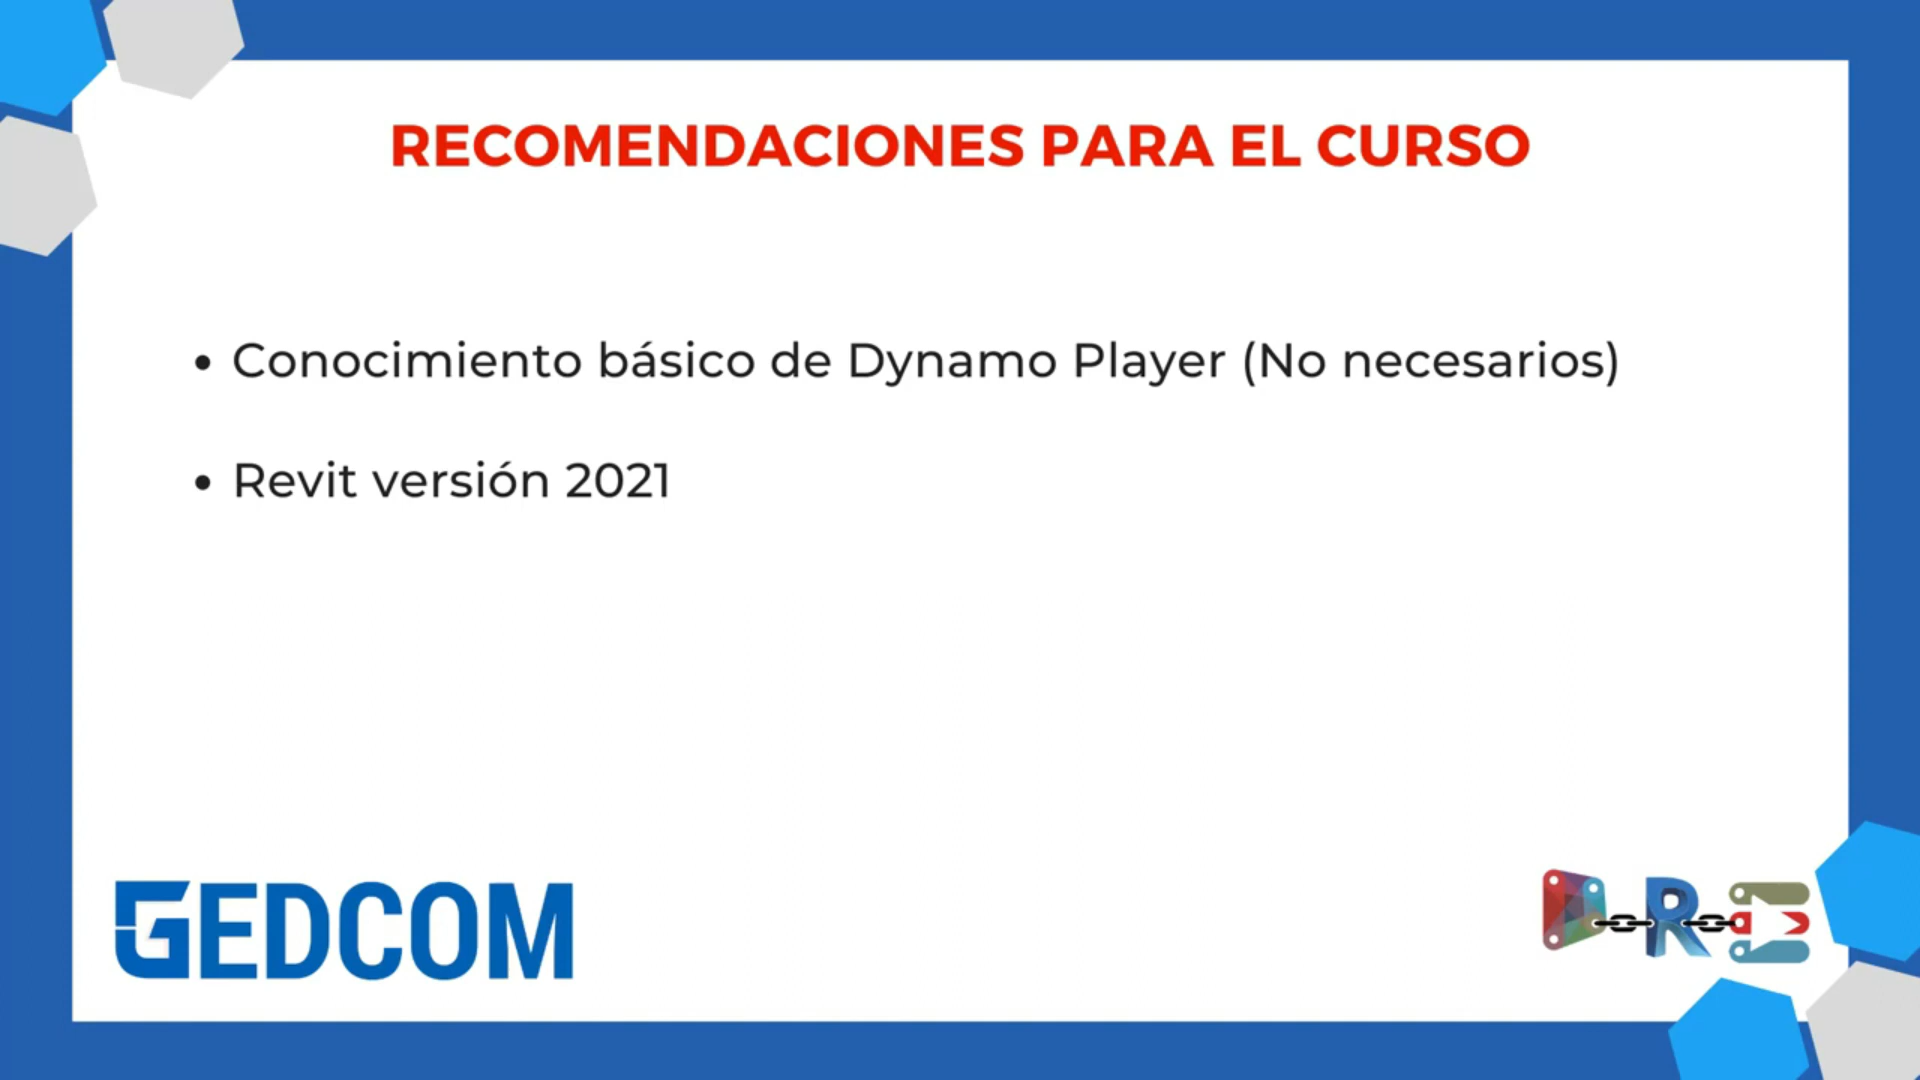 RECOMENDACIONES PARA EL CURSO
• Conocimiento básico de Dynamo Player (No necesarios)
• Revit versión 2021
GEDCOM
R